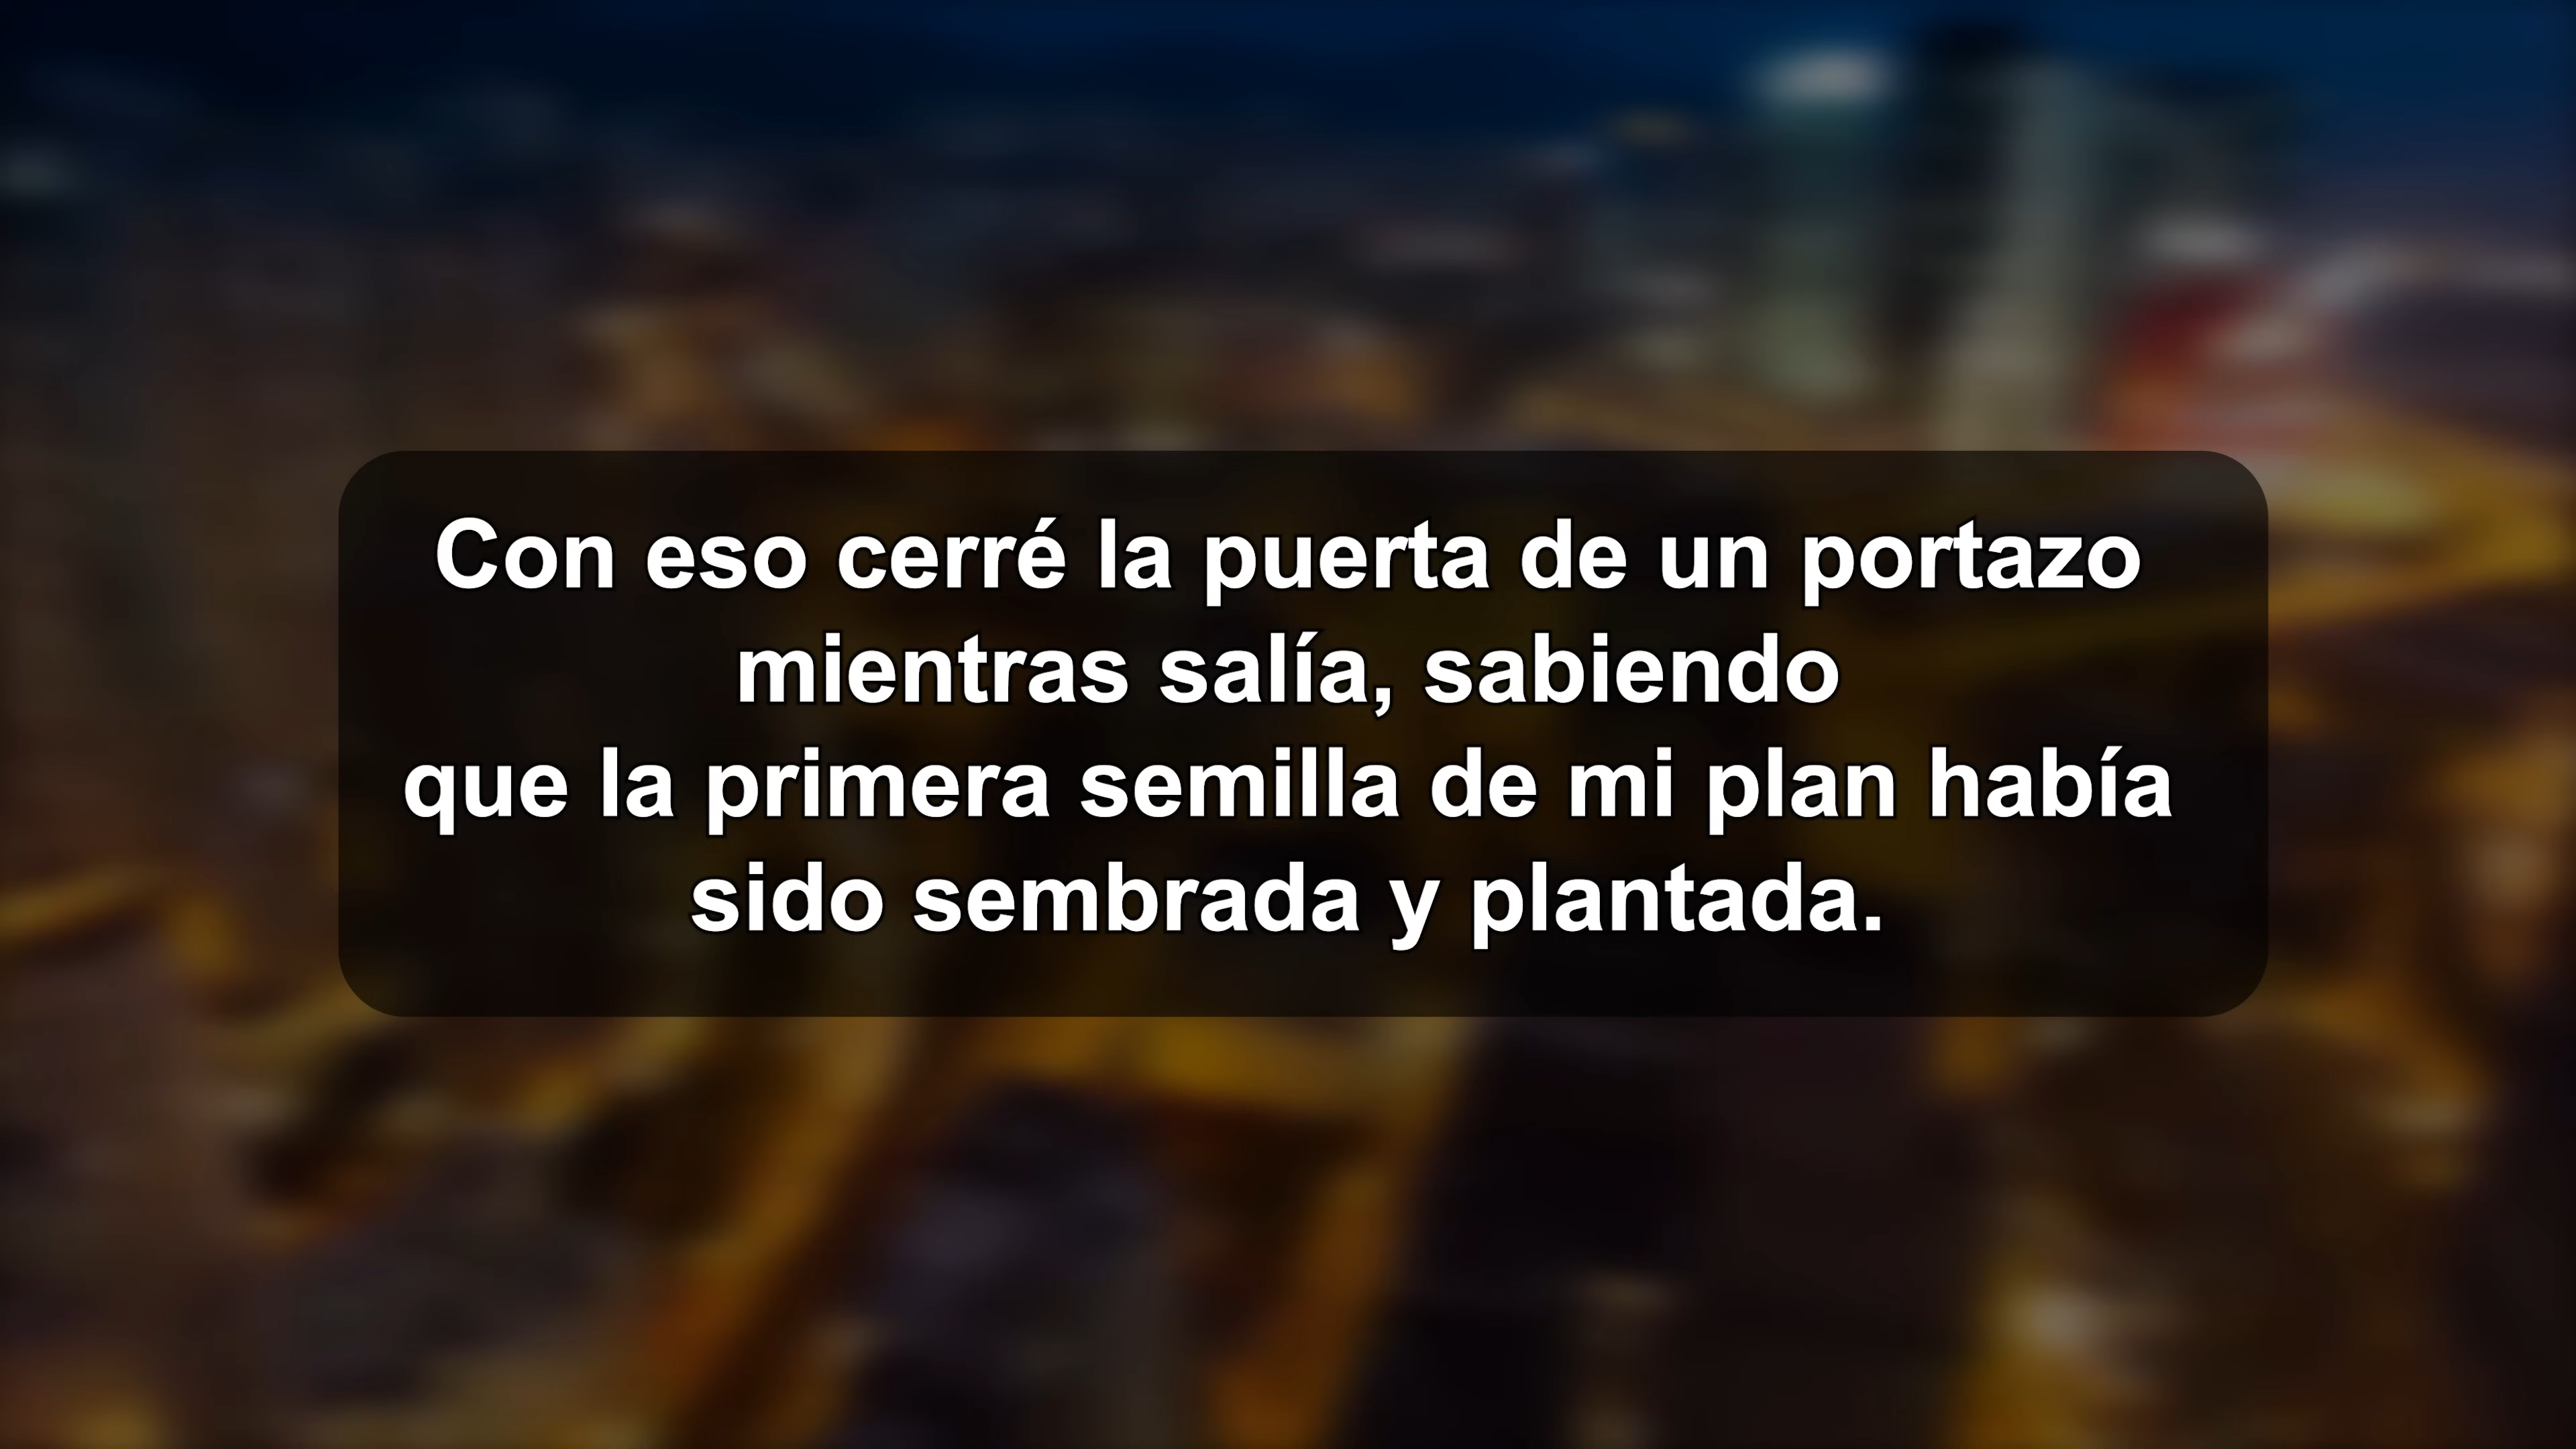 Con eso cerré la puerta de un portazo
mientras salía, sabiendo
que la primera semilla de mi plan había
sido sembrada y plantada.